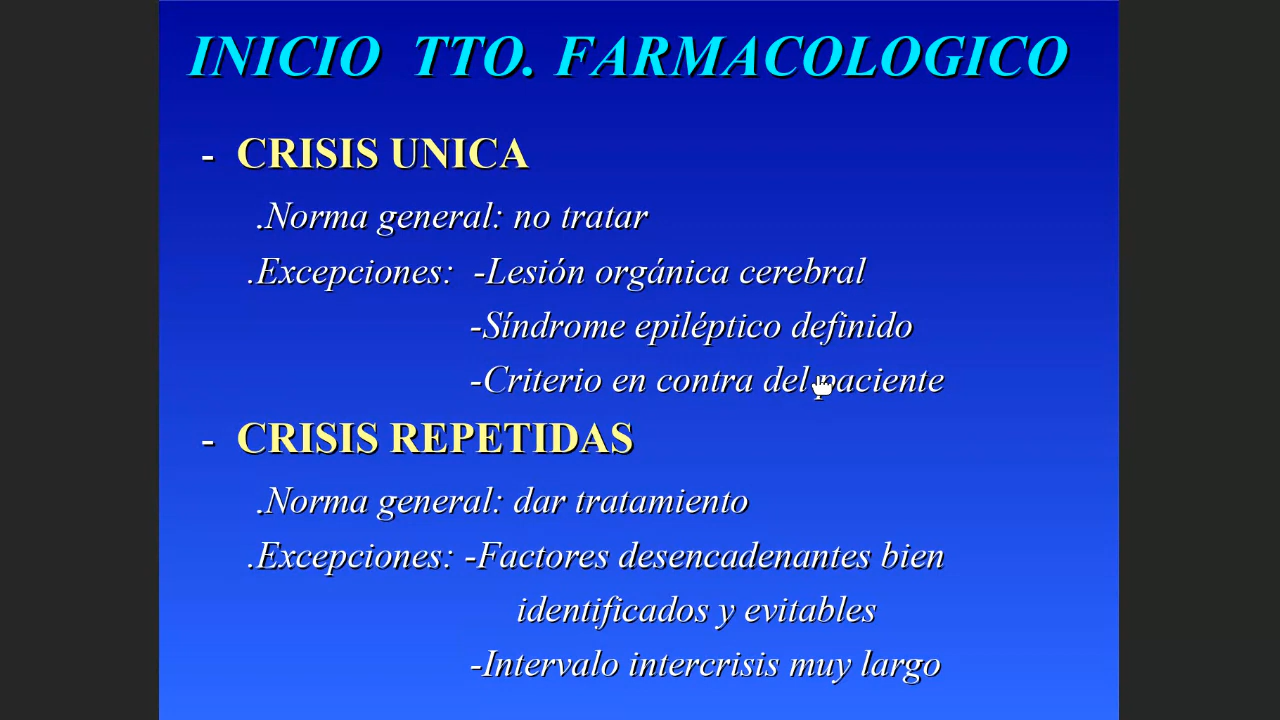 INICIO TTO. FARMACOLOGICO
- CRISIS UNICA
.Norma general: no tratar
.Excepciones: -Lesión orgánica cerebral
-Síndrome epiléptico definido
-Criterio en contra del paciente
- CRISIS REPETIDAS
.Norma general: dar tratamiento
.Excepciones: -Factores desencadenantes bien
identificados y evitables
-Intervalo intercrisis muy largo